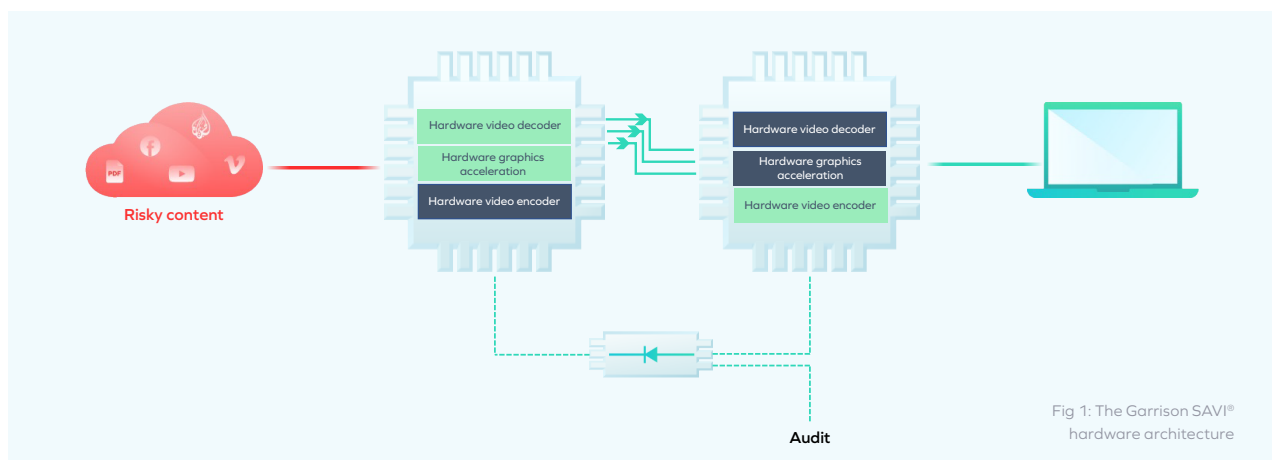 Hardware video decoder
Hardware graphics
acceleration
Hardware video encoder
Hardware video decoder
Hardware graphics
acceleration
Hardware video encoder
PDF
Risky content
Audit
Fig 1: The Garrison SAVI®
hardware architecture